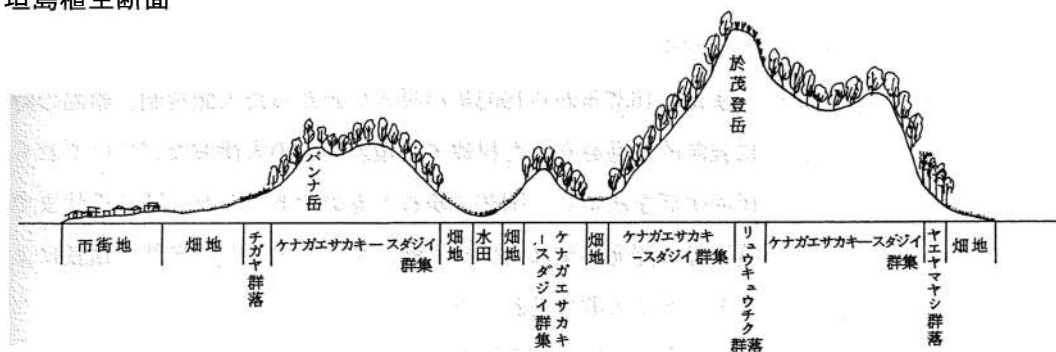 垣島植生断面
バンナ岳
於茂登岳
市街地
畑地
チガヤ群落
ケナガエサカキースダジイ
群集
畑地
水田
畑地
ケナガエサカキ
ースダジイ群集
畑地
ケナガエサカキ
ースダジイ群集
リュウキュウチク群落
ケナガエサカキースダジイ
群集
ヤエヤマヤシ群落
畑地